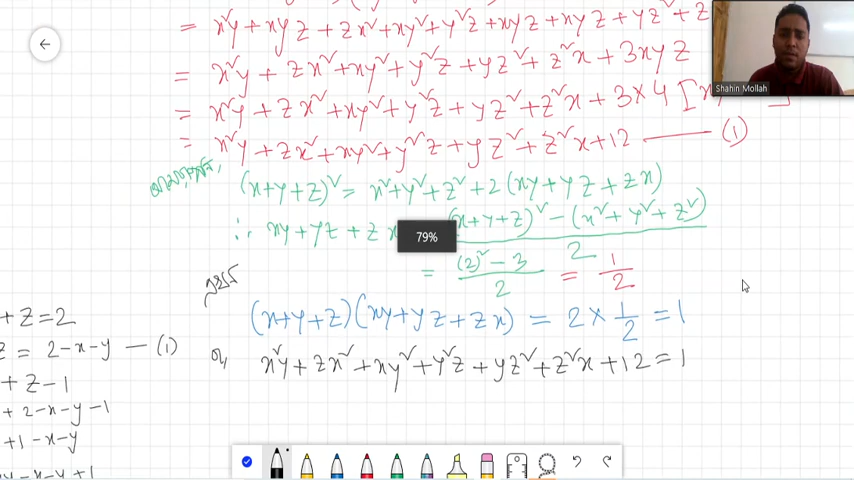 = x²y + xyz + zx² + xy² + y²z + xyz + xyz + yz² + z
= x²y + zx² + xy² + y²z + yz² + z²x + 3xyz
= x²y + zx² + xy² + y²z + yz² + z²x + 3×4 [
= x²y + zx² + xy² + y²z + yz² + z²x + 12 —— (1)
Shahin Mollah
(x+y+z)² = x² + y² + z² + 2(xy + yz + zx)
∴ xy + yz + zx (x+y+z)² − (x² + y² + z²) / 2
79%
= (2)² − 3 / 2 = 1/2
(x+y+z)(xy + yz + zx) = 2 × 1/2 = 1
বা, x²y + zx² + xy² + y²z + yz² + z²x + 12 = 1
+ z = 2
z = 2 − x − y — (1)
+ z − 1
+ 2 − x − y − 1
+ 1 − x − y
− x − y + 1